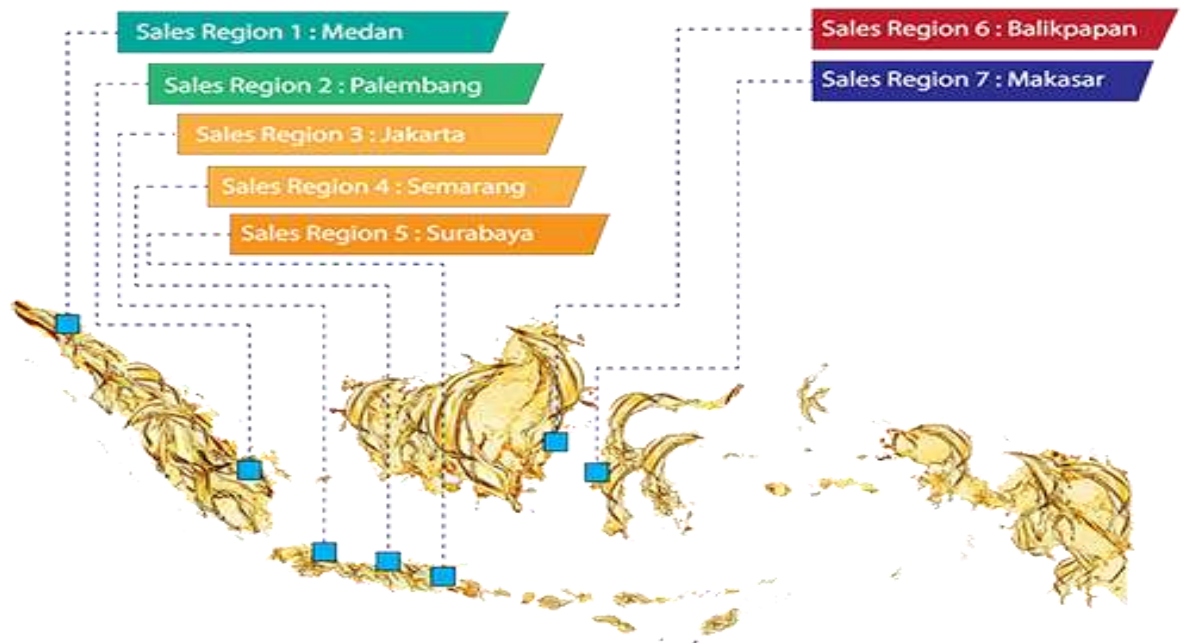 Sales Region 1 : Medan
Sales Region 2 : Palembang
Sales Region 3 : Jakarta
Sales Region 4 : Semarang
Sales Region 5 : Surabaya
Sales Region 6 : Balikpapan
Sales Region 7 : Makasar